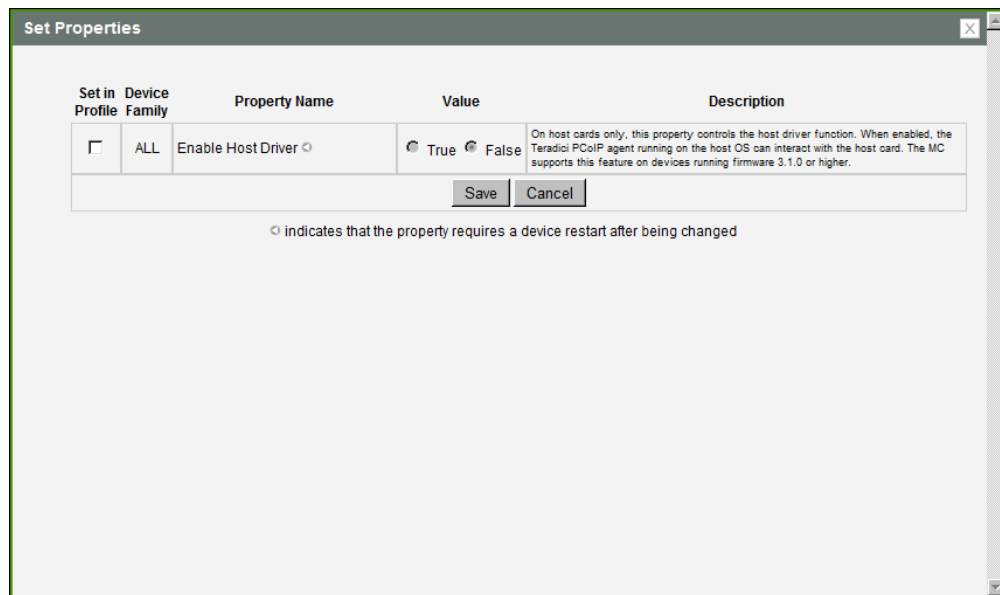 Set Properties
X
Set in Profile
Device Family
Property Name
Value
Description
ALL
Enable Host Driver
True
False
On host cards only, this property controls the host driver function. When enabled, the
Teradici PCoIP agent running on the host OS can interact with the host card. The MC
supports this feature on devices running firmware 3.1.0 or higher.
Save
Cancel
indicates that the property requires a device restart after being changed